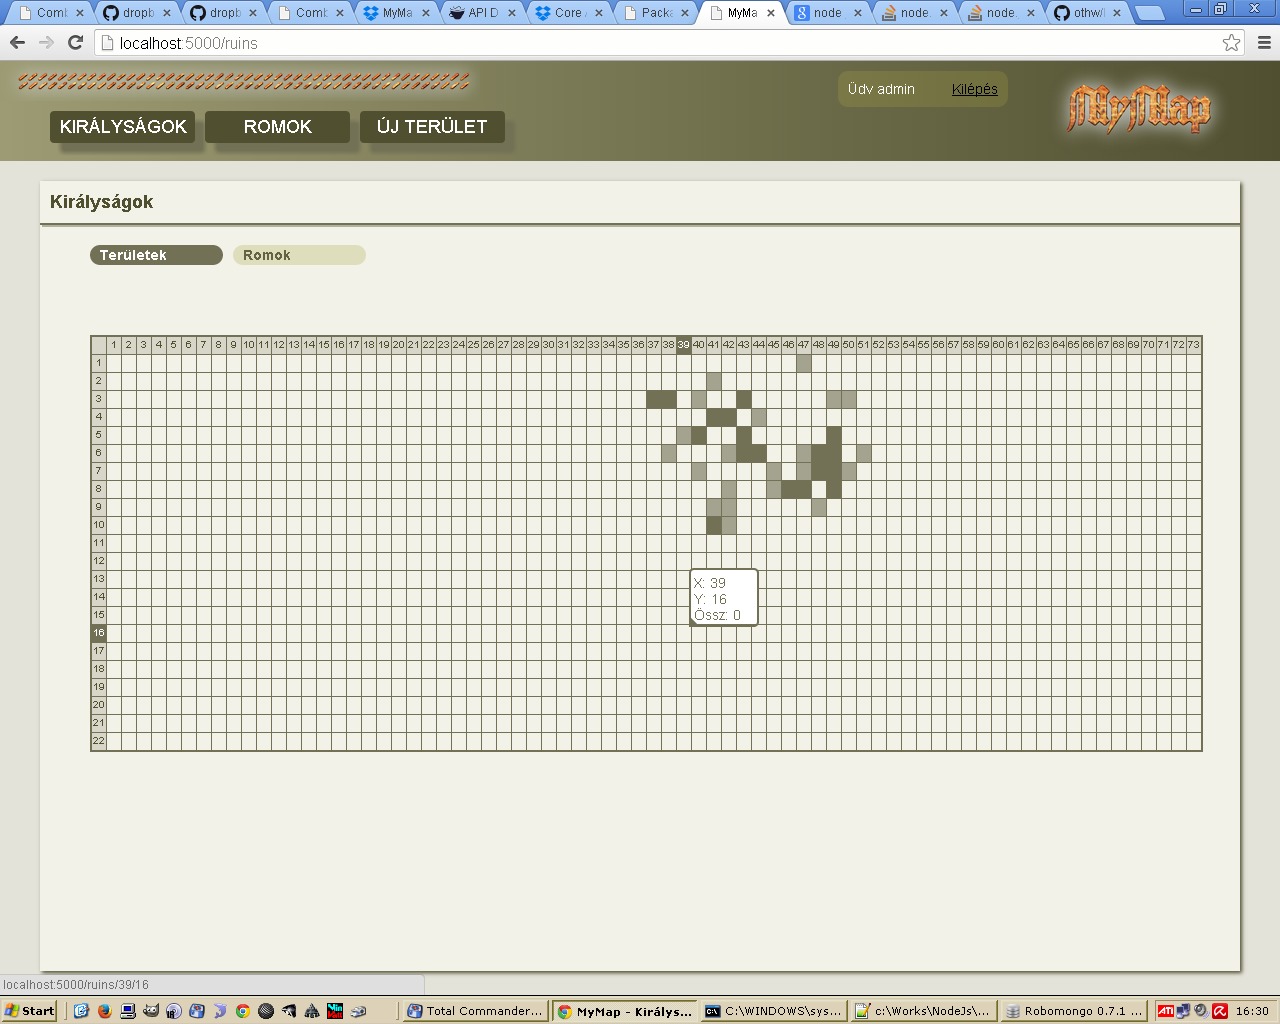 Comb dropb dropb Comb MyMa API D Core Packa MyMa node node. node. othw/
localhost:5000/ruins
Üdv admin Kilépés
MyMap
KIRÁLYSÁGOK ROMOK ÚJ TERÜLET
Királyságok
Területek Romok
1 2 3 4 5 6 7 8 9 10 11 12 13 14 15 16 17 18 19 20 21 22 23 24 25 26 27 28 29 30 31 32 33 34 35 36 37 38 39 40 41 42 43 44 45 46 47 48 49 50 51 52 53 54 55 56 57 58 59 60 61 62 63 64 65 66 67 68 69 70 71 72 73
1
2
3
4
5
6
7
8
9
10
11
12
13
14
15
16
17
18
19
20
21
22
X: 39
Y: 16
Össz: 0
localhost:5000/ruins/39/16
Start Total Commander... MyMap - Királys... C:\WINDOWS\sys... c:\Works\NodeJs\... Robomongo 0.7.1 ... ATI 16:30